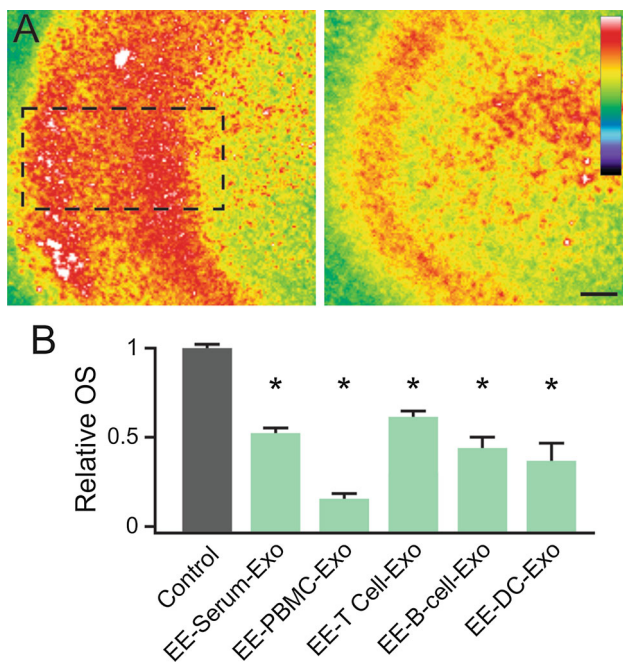 A
B
Relative OS
1
0.5
0
* * * * *
Control
EE-Serum-Exo
EE-PBMC-Exo
EE-T Cell-Exo
EE-B-cell-Exo
EE-DC-Exo